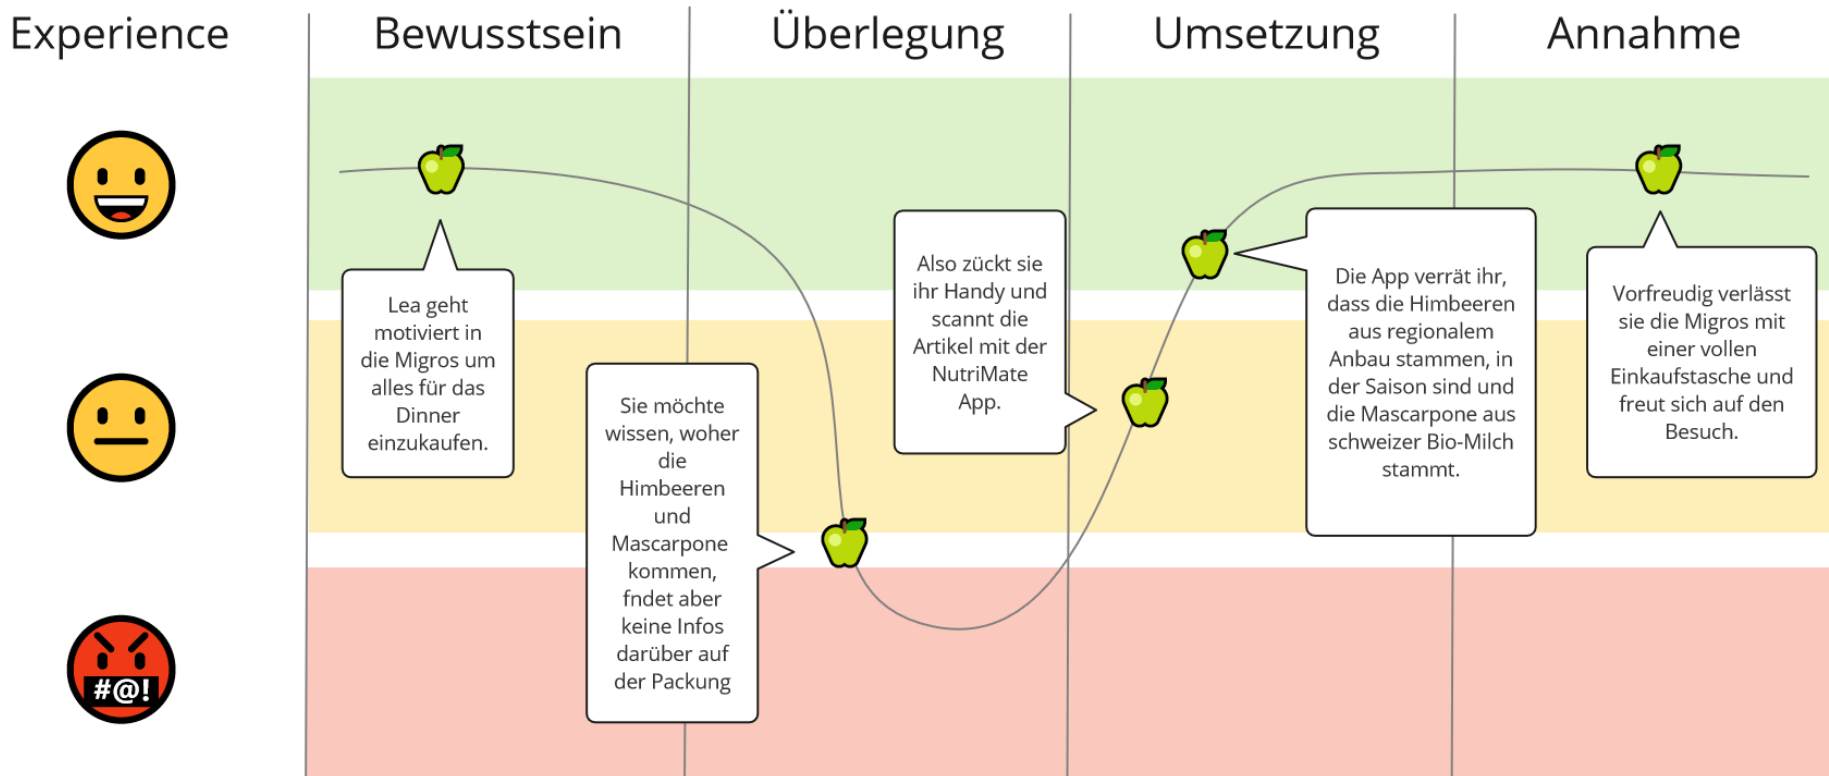 Experience
Bewusstsein
Überlegung
Umsetzung
Annahme
Lea geht
motiviert in
die Migros um
alles für das
Dinner
einzukaufen.
Sie möchte
wissen, woher
die
Himbeeren
und
Mascarpone
kommen,
fndet aber
keine Infos
darüber auf
der Packung
Also zückt sie
ihr Handy und
scannt die
Artikel mit der
NutriMate
App.
Die App verrät ihr,
dass die Himbeeren
aus regionalem
Anbau stammen, in
der Saison sind und
die Mascarpone aus
schweizer Bio-Milch
stammt.
Vorfreudig verlässt
sie die Migros mit
einer vollen
Einkaufstasche und
freut sich auf den
Besuch.
#@!